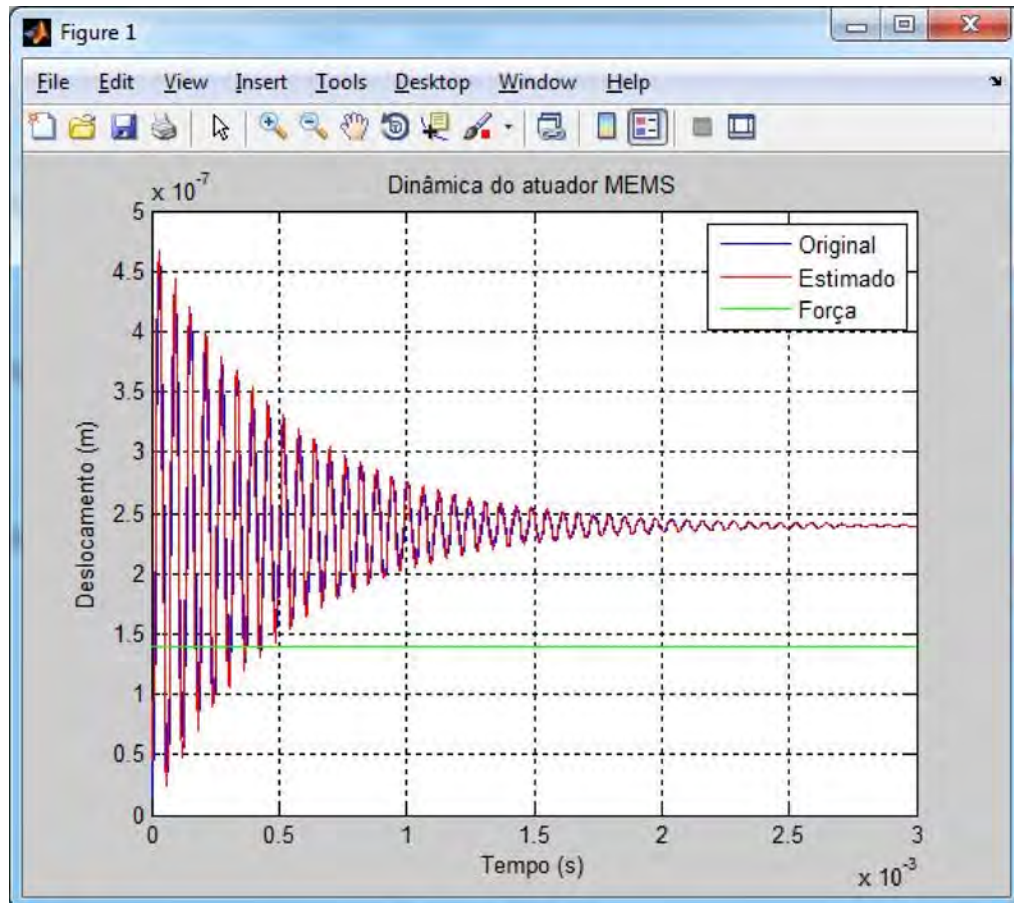 Figure 1
File Edit View Insert Tools Desktop Window Help
x 10-7
Dinâmica do atuador MEMS
Original
Estimado
Força
5
4.5
4
3.5
3
2.5
2
1.5
1
0.5
0
Deslocamento (m)
0 0.5 1 1.5 2 2.5 3
Tempo (s)
x 10-3